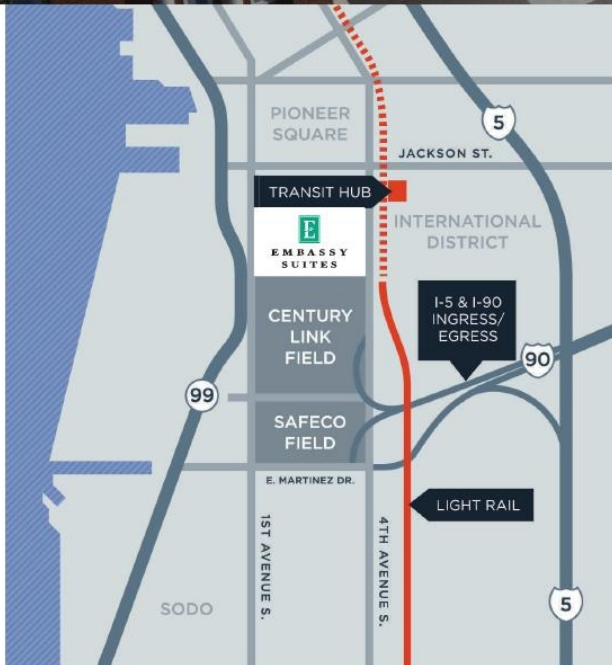 PIONEER
SQUARE
5
JACKSON ST.
TRANSIT HUB
E
EMBASSY
SUITES
INTERNATIONAL
DISTRICT
CENTURY
LINK
FIELD
I-5 & I-90
INGRESS/
EGRESS
90
99
SAFECO
FIELD
E. MARTINEZ DR.
LIGHT RAIL
1ST AVENUE S.
4TH AVENUE S.
SODO
5